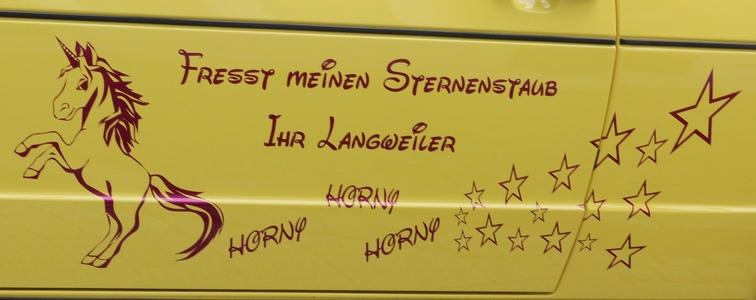 Fresst meinen Sternenstaub
Ihr Langweiler
HORNY
HORNY
HORNY